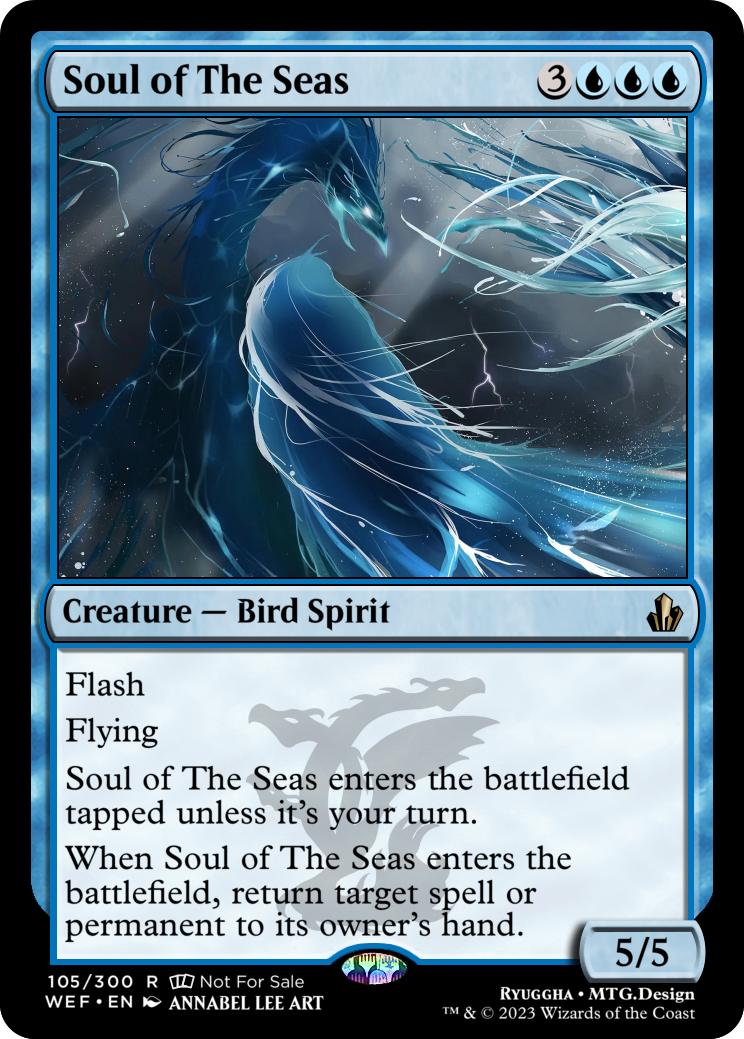 Soul of The Seas 3
Creature — Bird Spirit
Flash
Flying
Soul of The Seas enters the battlefield
tapped unless it's your turn.
When Soul of The Seas enters the
battlefield, return target spell or
permanent to its owner's hand.
5/5
105/300 R Not For Sale
WEF • EN ANNABEL LEE ART
Ryuggha • MTG.Design
™ & © 2023 Wizards of the Coast